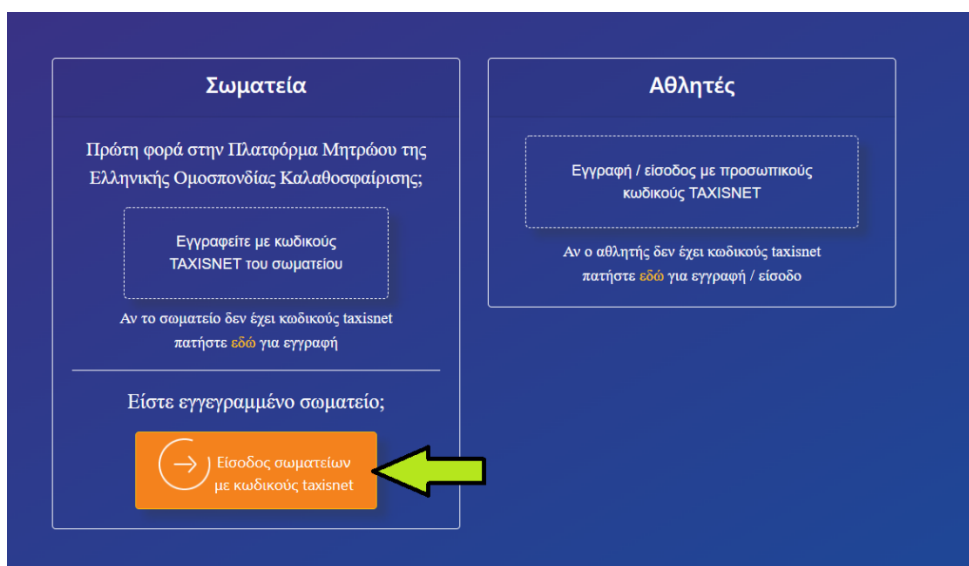 Σωματεία
Πρώτη φορά στην Πλατφόρμα Μητρώου της
Ελληνικής Ομοσπονδίας Καλαθοσφαίρισης;
Εγγραφείτε με κωδικούς
TAXISNET του σωματείου
Αν το σωματείο δεν έχει κωδικούς taxisnet
πατήστε εδώ για εγγραφή
Είστε εγγεγραμμένο σωματείο;
Είσοδος σωματείων
με κωδικούς taxisnet
Αθλητές
Εγγραφή / είσοδος με προσωπικούς
κωδικούς TAXISNET
Αν ο αθλητής δεν έχει κωδικούς taxisnet
πατήστε εδώ για εγγραφή / είσοδο